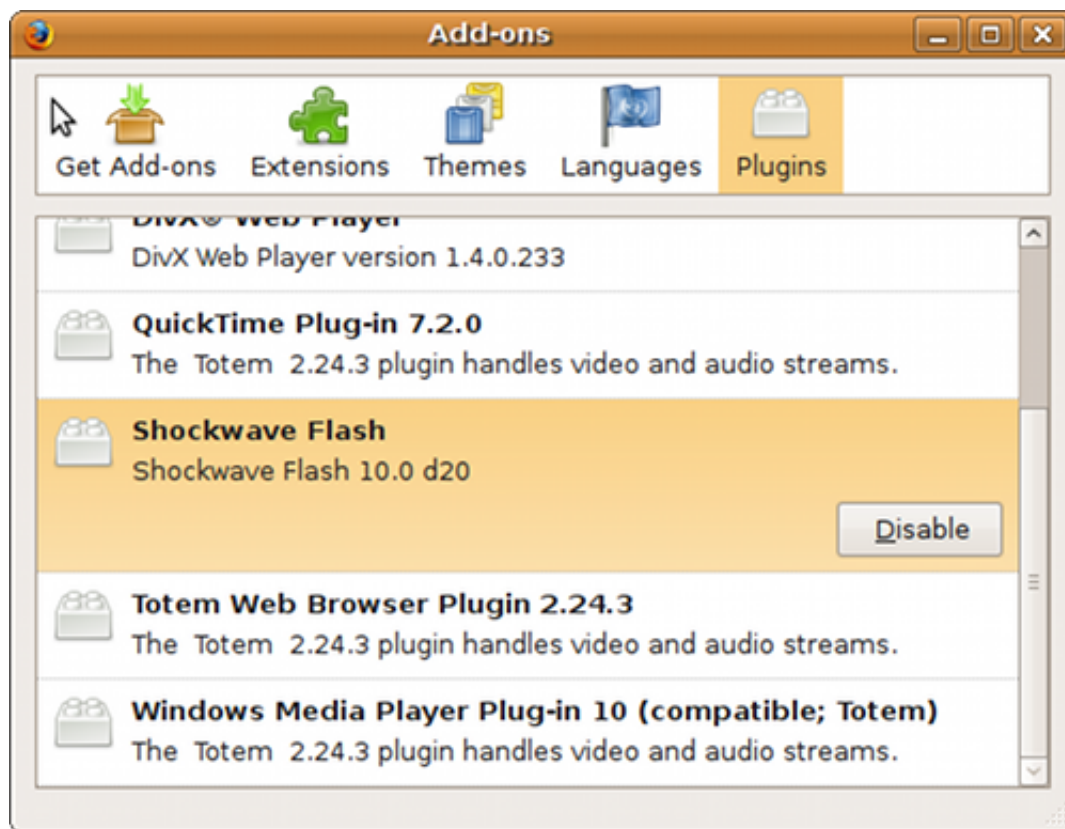 Add-ons
Get Add-ons Extensions Themes Languages Plugins
DivX® Web Player
DivX Web Player version 1.4.0.233
QuickTime Plug-in 7.2.0
The Totem 2.24.3 plugin handles video and audio streams.
Shockwave Flash
Shockwave Flash 10.0 d20
Disable
Totem Web Browser Plugin 2.24.3
The Totem 2.24.3 plugin handles video and audio streams.
Windows Media Player Plug-in 10 (compatible; Totem)
The Totem 2.24.3 plugin handles video and audio streams.